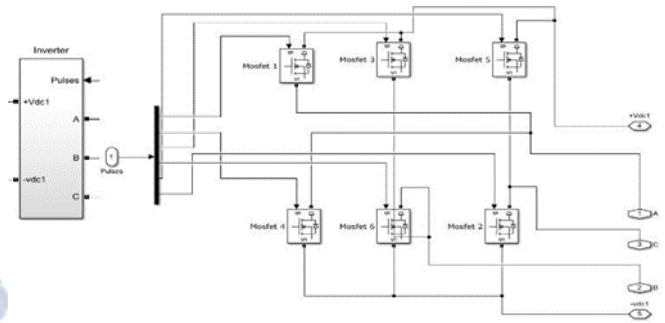 Inverter
Pulses
+Vdc1
A
B
-vdc1
C
1
Pulses
Mosfet 1
Mosfet 3
Mosfet 5
Mosfet 4
Mosfet 6
Mosfet 2
+Vdc1
4
1
A
3
C
2
B
-vdc1
5